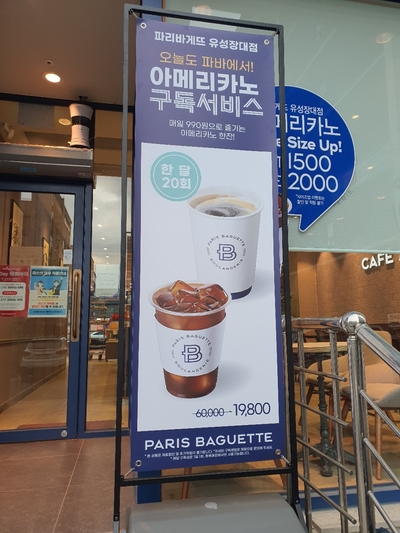 파리바게뜨 유성장대점
오늘도 파바에서!
아메리카노
구독서비스
매일 990원으로 즐기는
아메리카노 한잔!
한 달
20회
PARIS BAGUETTE
B
BOULANGERIE
PARIS BAGUETTE
B
BOULANGERIE
60,000→19,800
PARIS BAGUETTE
유성장대점
메리카노
Size Up!
1500
2000
CAFE